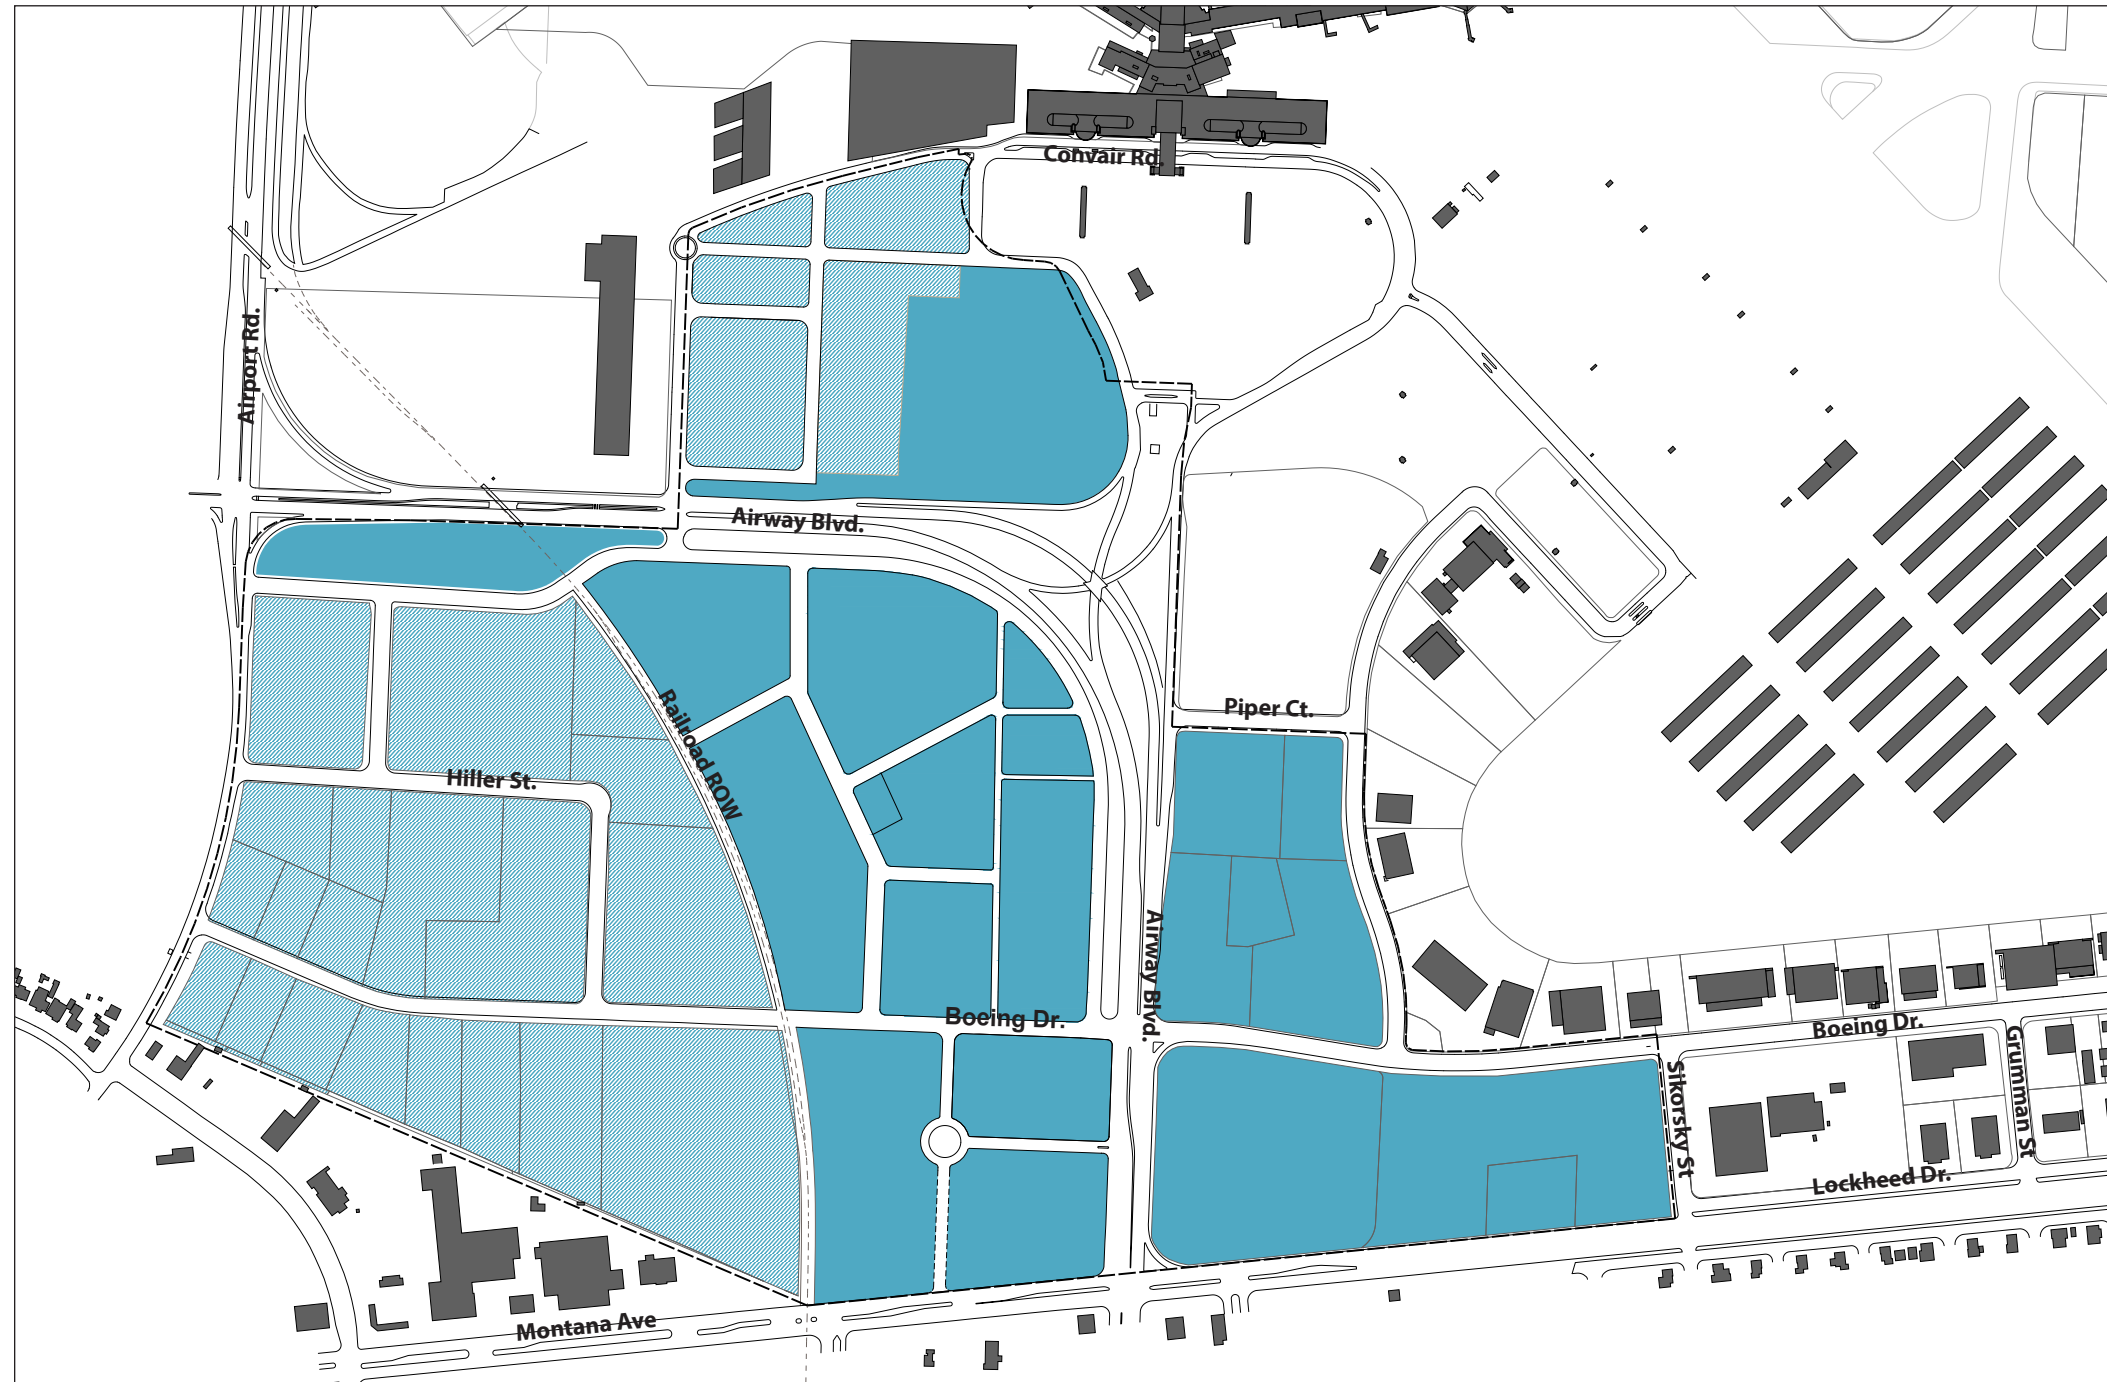 Convair Rd.
Airport Rd.
Airway Blvd.
Railroad ROW
Piper Ct.
Hiller St.
Airway Blvd.
Boeing Dr.
Boeing Dr.
Grumman St
Sikorsky St
Lockheed Dr.
Montana Ave